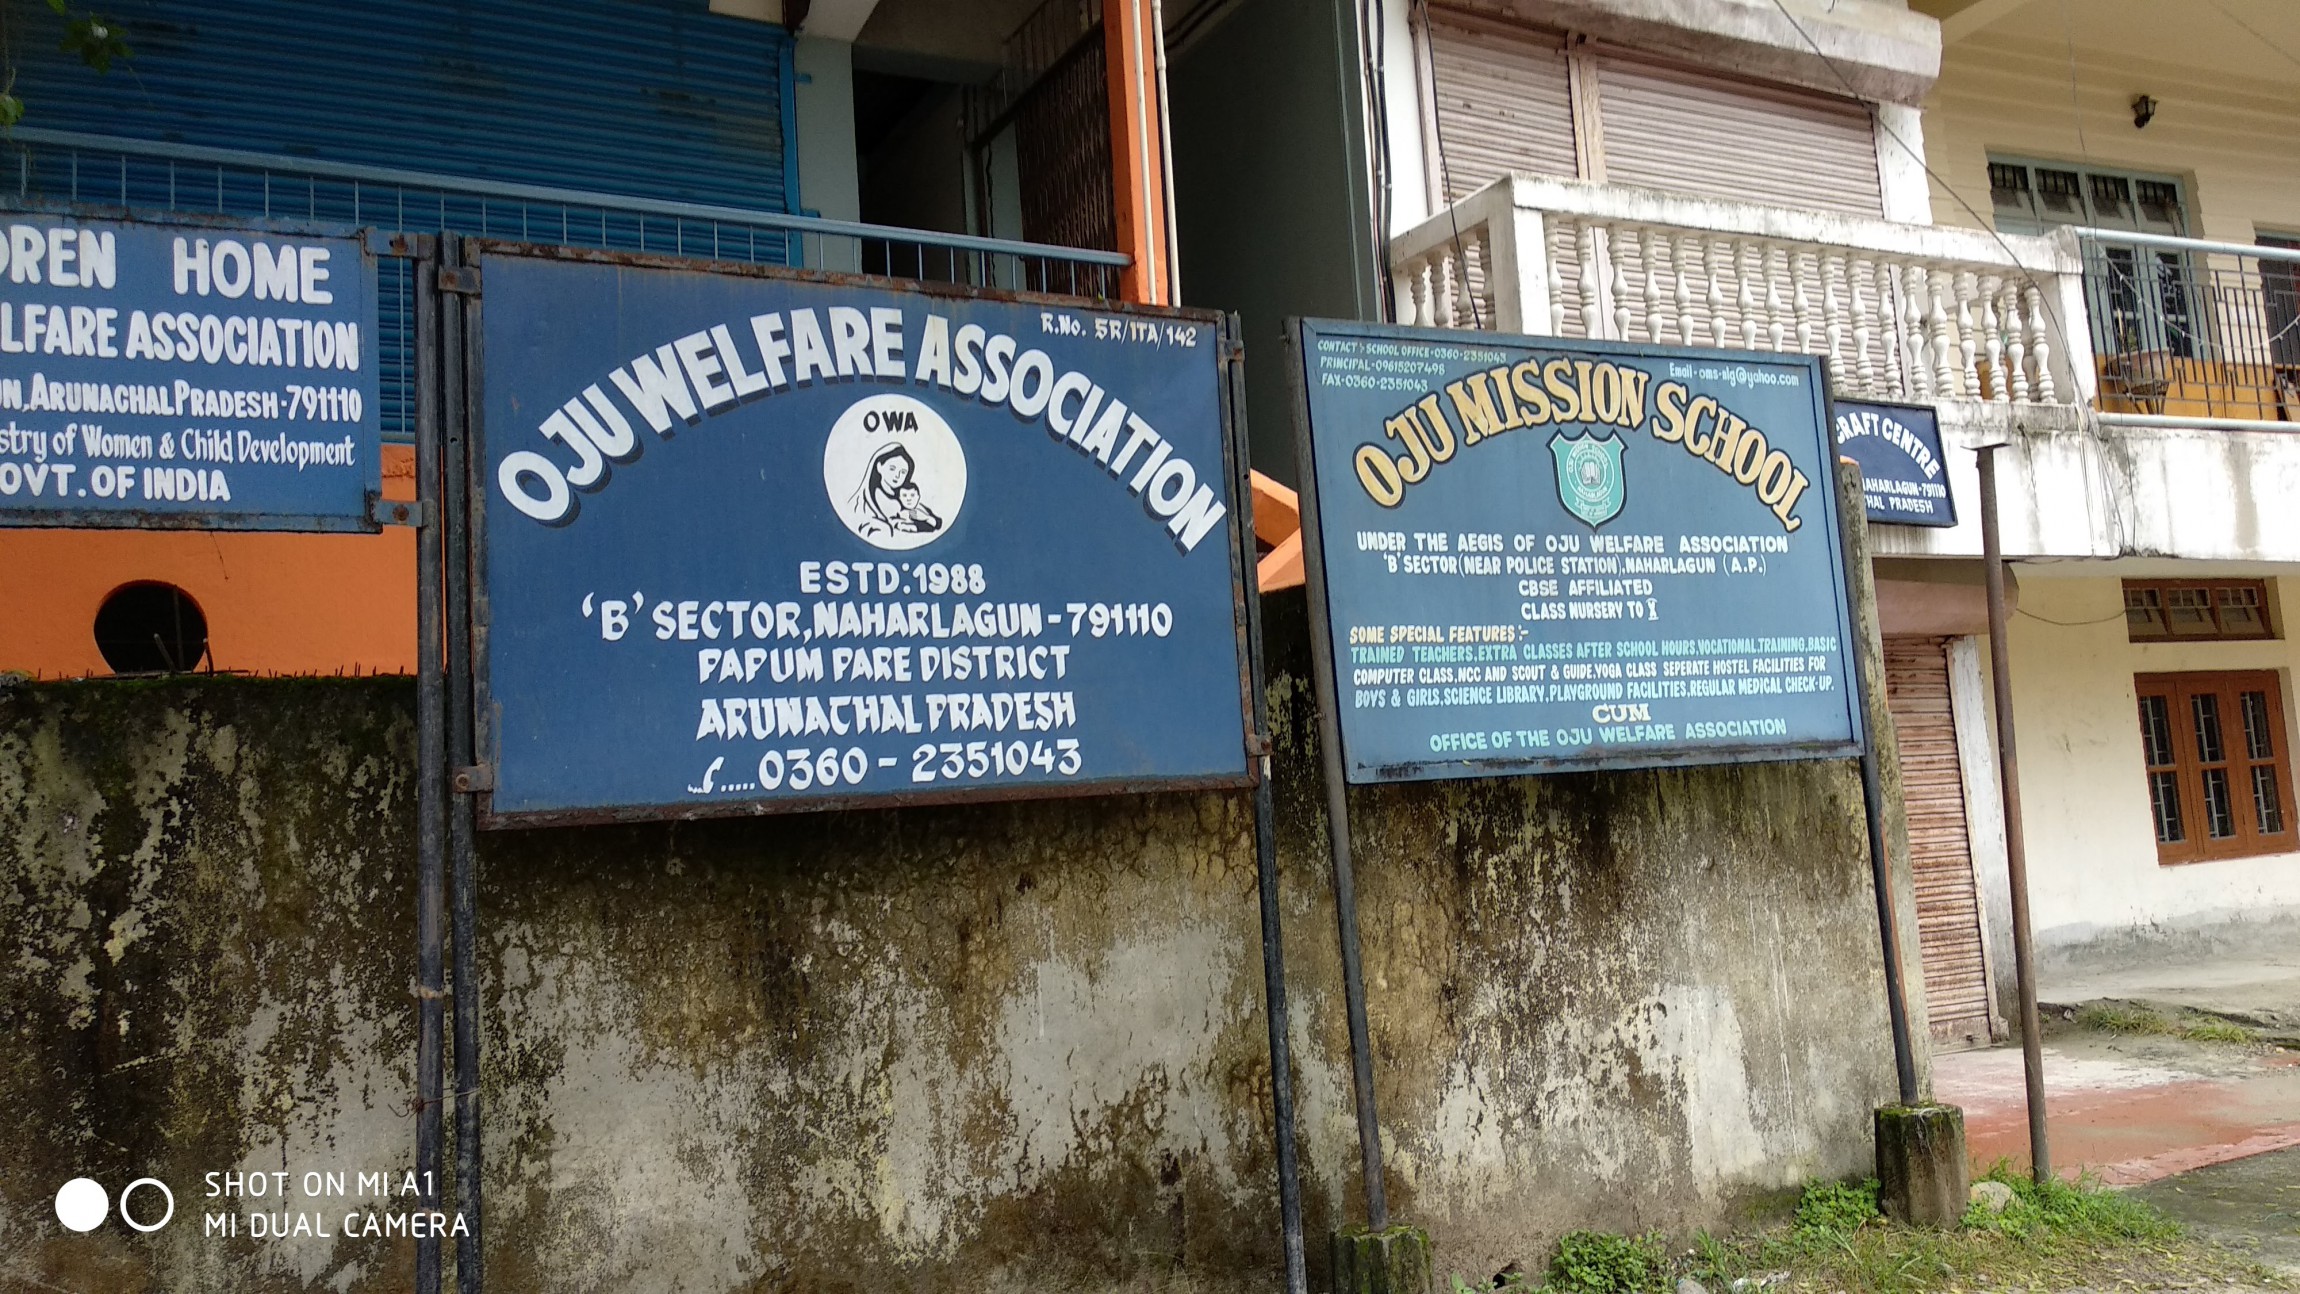 HOME
ASSOCIATION
ARUNACHAL PRADESH-791110
of Women & Child Development
OF INDIA
R.No. SR/ITA/142
OJU WELFARE ASSOCIATION
OWA
ESTD:1988
'B' SECTOR, NAHARLAGUN-791110
PAPUM PARE DISTRICT
ARUNACHAL PRADESH
.....0360-2351043
CONTACT:- SCHOOL OFFICE-0360-2351043
PRINCIPAL-09615207498
FAX-0360-2351043
Email-oms-nlg@yahoo.com
OJU MISSION SCHOOL
UNDER THE AEGIS OF OJU WELFARE ASSOCIATION
'B' SECTOR(NEAR POLICE STATION), NAHARLAGUN (A.P.)
CBSE AFFILIATED
CLASS NURSERY TO X
SOME SPECIAL FEATURES:-
TRAINED TEACHERS, EXTRA CLASSES AFTER SCHOOL HOURS, VOCATIONAL TRAINING, BASIC
COMPUTER CLASS, NCC AND SCOUT & GUIDE, YOGA CLASS SEPERATE HOSTEL FACILITIES FOR
BOYS & GIRLS, SCIENCE LIBRARY, PLAYGROUND FACILITIES, REGULAR MEDICAL CHECK-UP.
CUM
OFFICE OF THE OJU WELFARE ASSOCIATION
CRAFT CENTRE
NAHARLAGUN-791110
PRADESH
SHOT ON MI A1
MI DUAL CAMERA